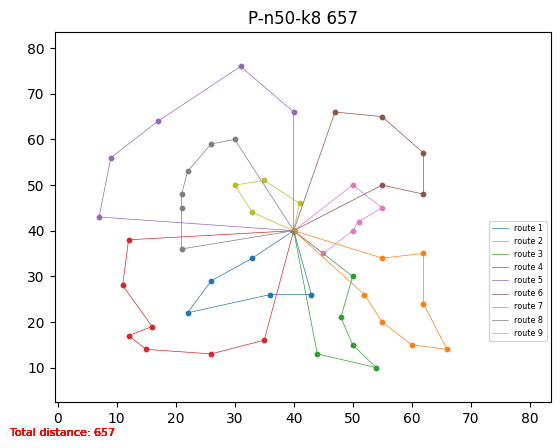 P-n50-k8 657
80
70
60
50
40
30
20
10
0 10 20 30 40 50 60 70 80
route 1
route 2
route 3
route 4
route 5
route 6
route 7
route 8
route 9
Total distance: 657